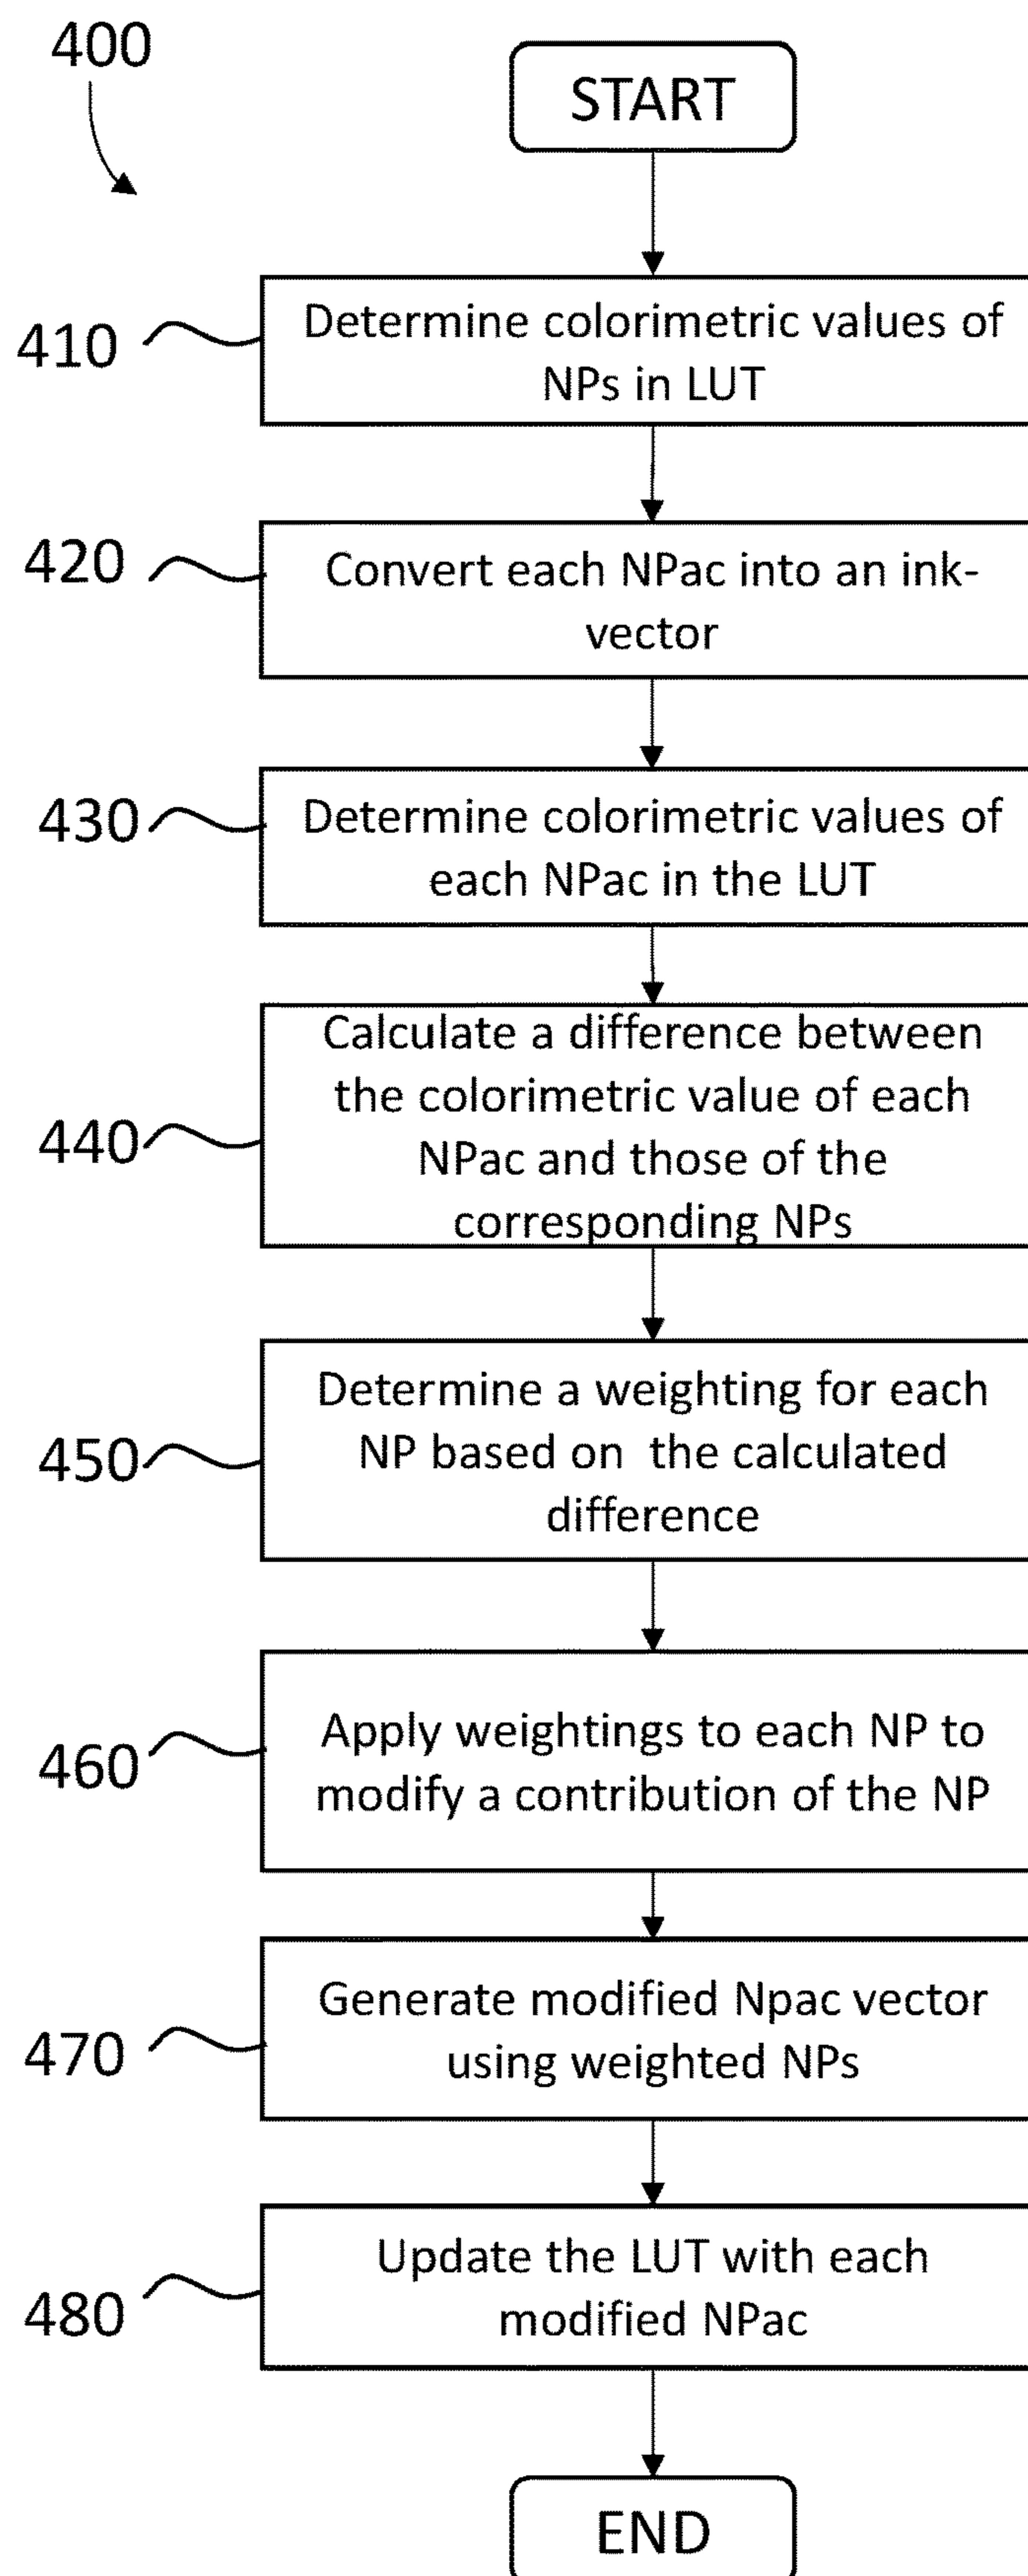 400
START
410
Determine colorimetric values of
NPs in LUT
420
Convert each NPac into an ink-
vector
430
Determine colorimetric values of
each NPac in the LUT
440
Calculate a difference between
the colorimetric value of each
NPac and those of the
corresponding NPs
450
Determine a weighting for each
NP based on the calculated
difference
460
Apply weightings to each NP to
modify a contribution of the NP
470
Generate modified Npac vector
using weighted NPs
480
Update the LUT with each
modified NPac
END